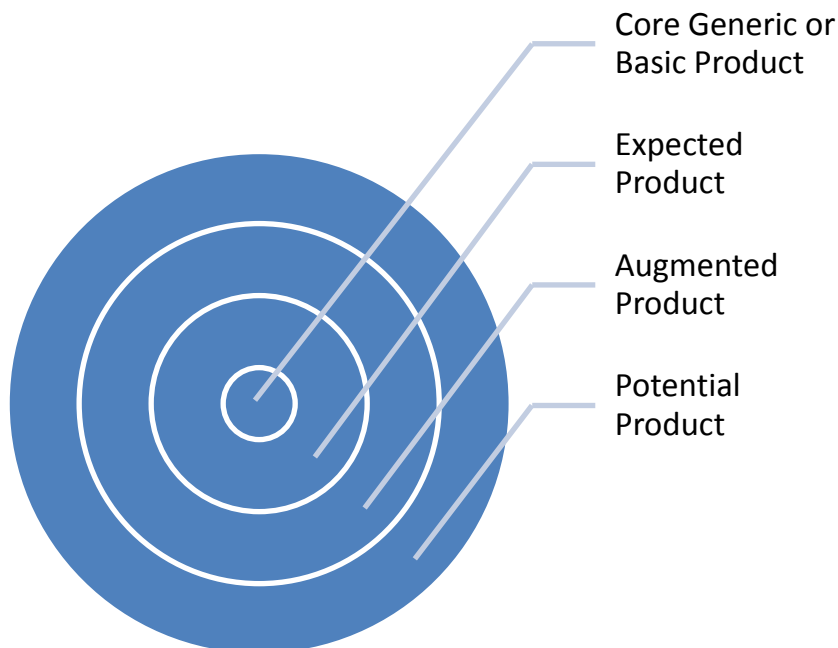 Core Generic or
Basic Product
Expected
Product
Augmented
Product
Potential
Product